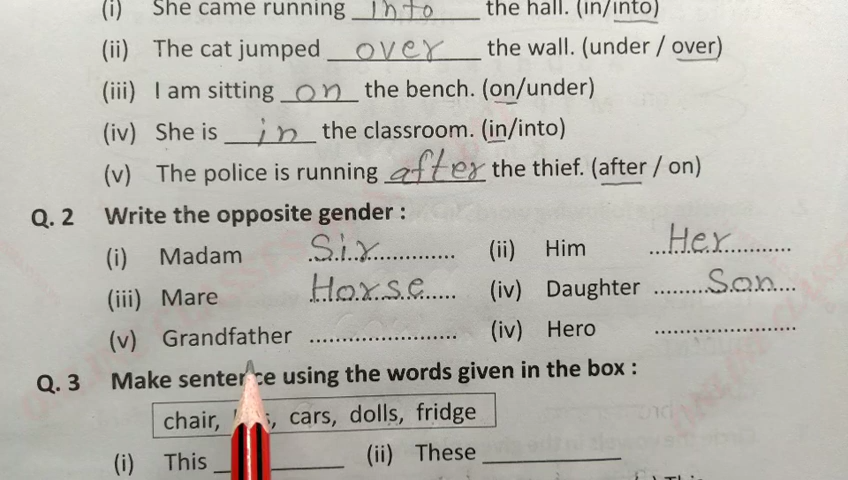 (i) She came running into the hall. (in/into)
(ii) The cat jumped over the wall. (under / over)
(iii) I am sitting on the bench. (on/under)
(iv) She is in the classroom. (in/into)
(v) The police is running after the thief. (after / on)
Q. 2 Write the opposite gender :
(i) Madam Sir (ii) Him Her
(iii) Mare Horse (iv) Daughter Son
(v) Grandfather (iv) Hero
Q. 3 Make sentence using the words given in the box :
chair, cars, dolls, fridge
(i) This (ii) These